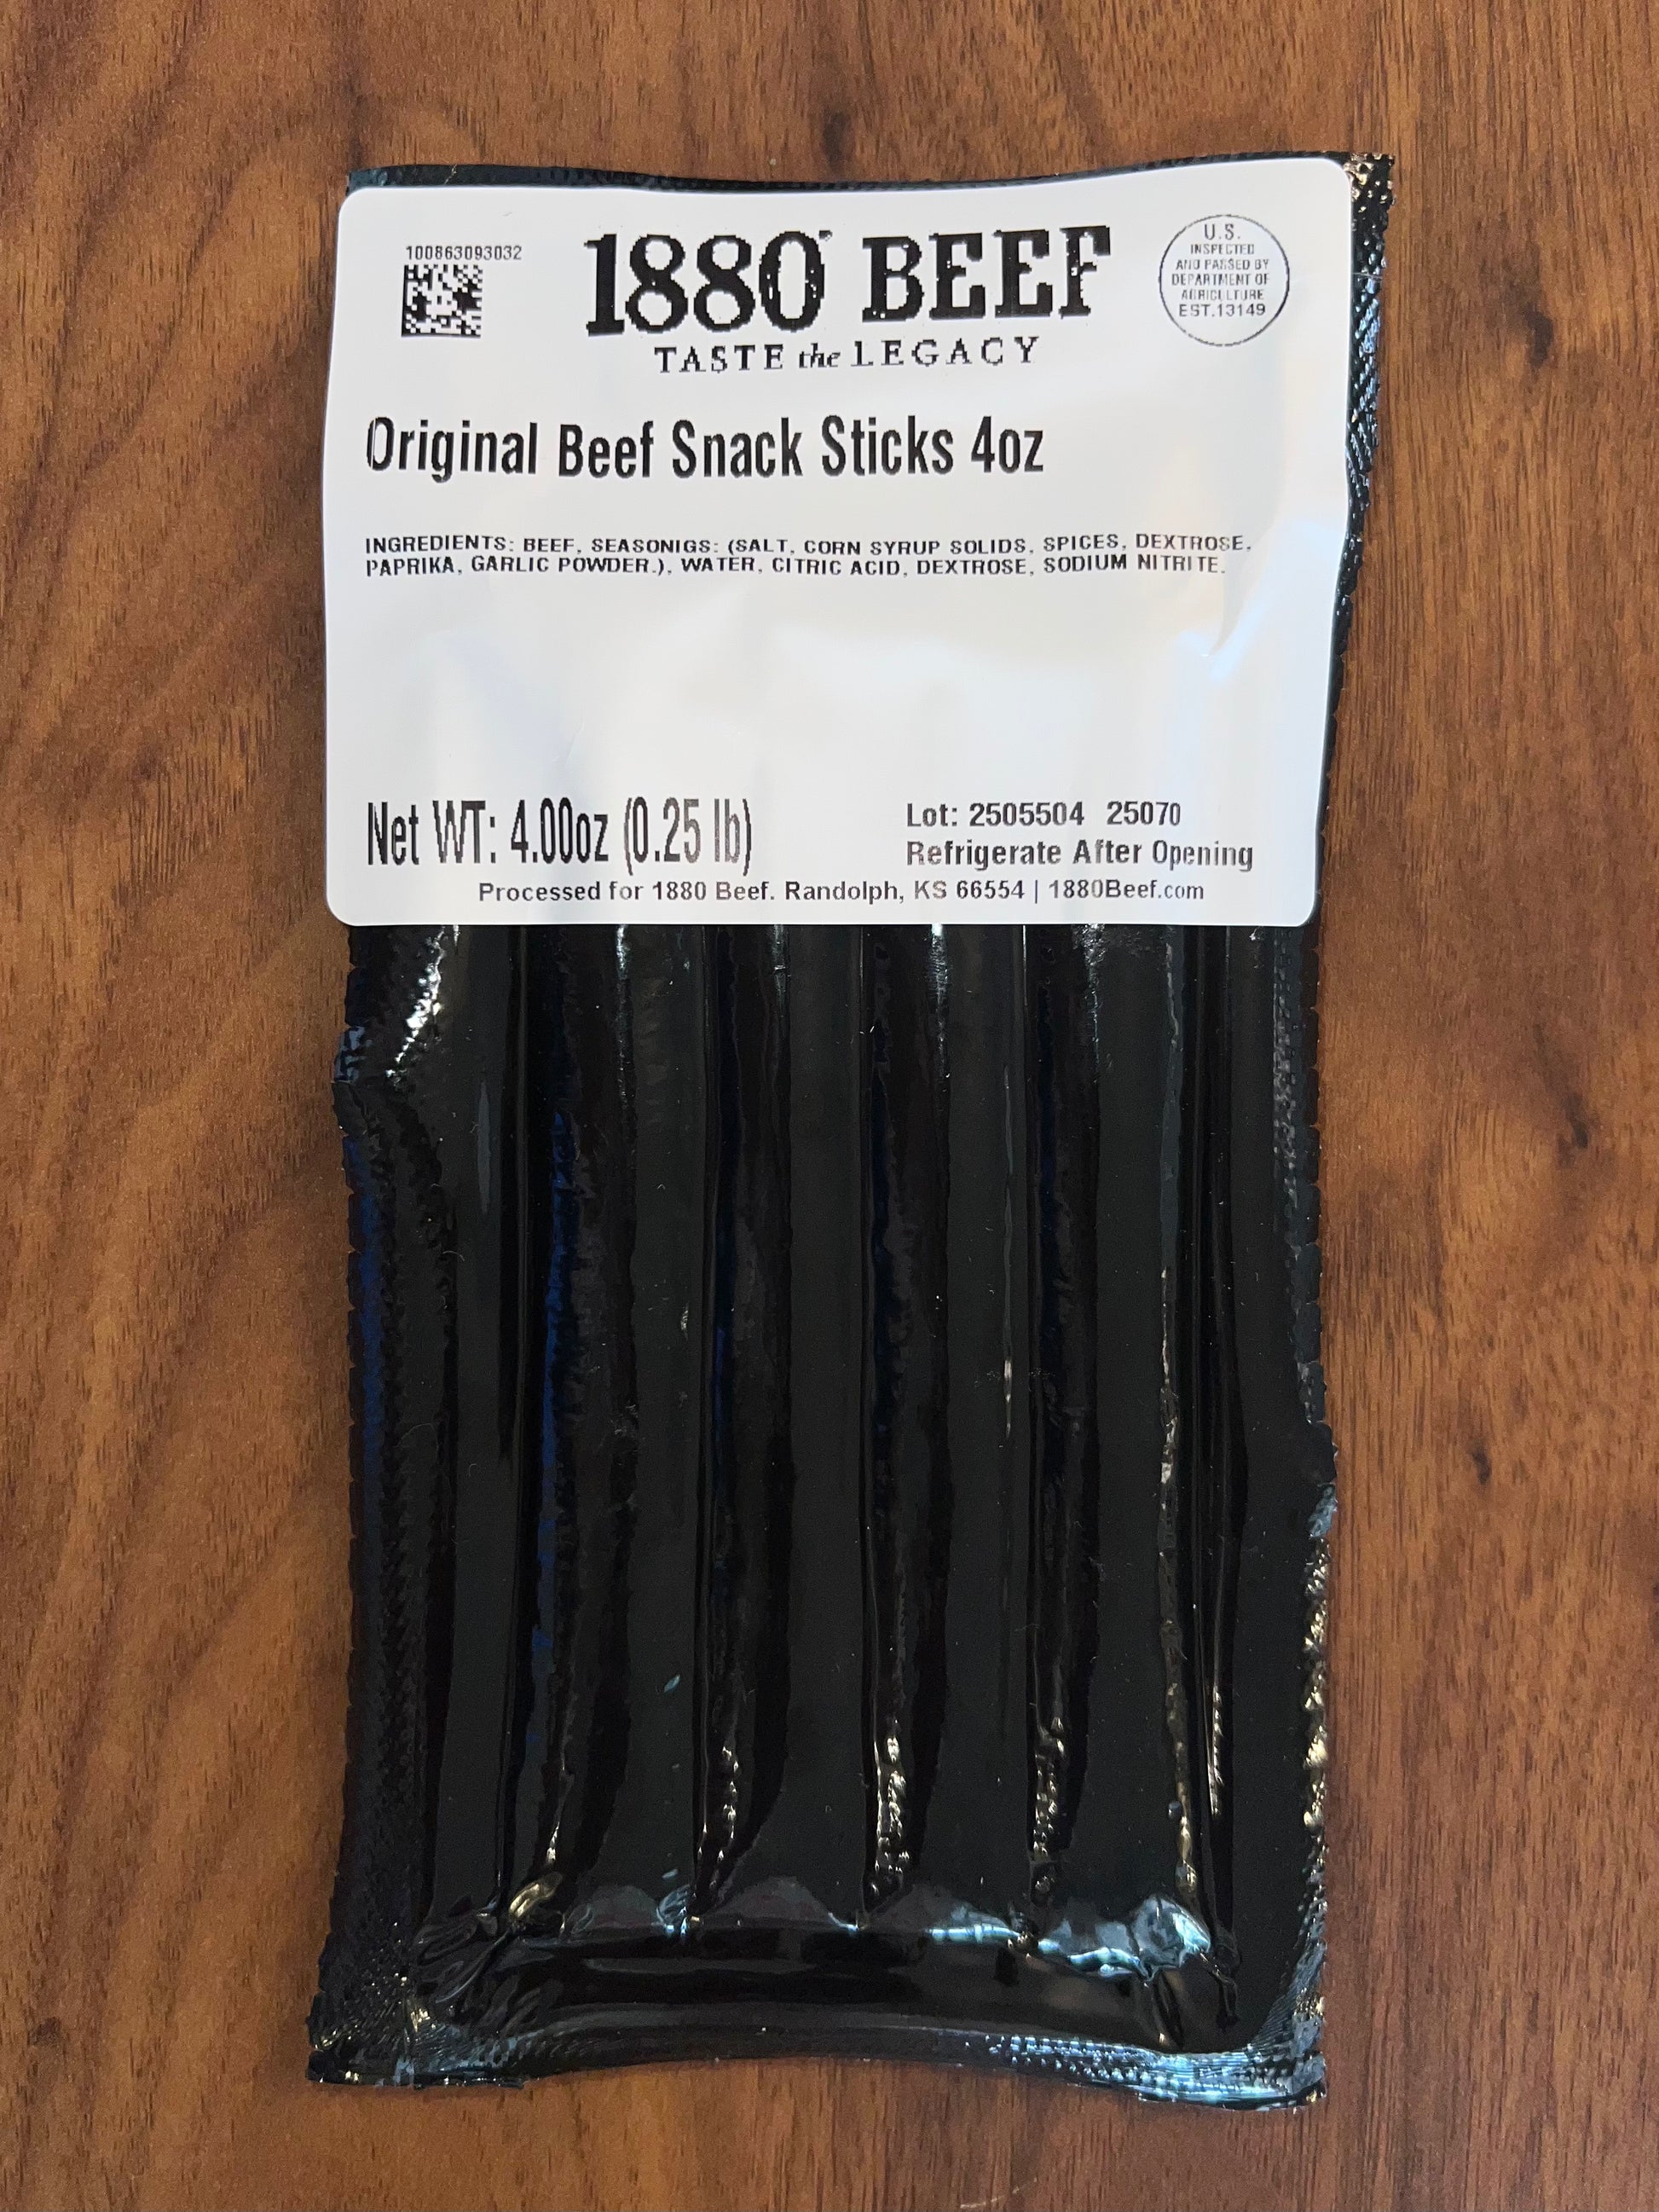 100863093032
1880 BEEF
TASTE the LEGACY
U.S.
INSPECTED
AND PASSED BY
DEPARTMENT OF
AGRICULTURE
EST.13149
Original Beef Snack Sticks 4oz
INGREDIENTS: BEEF, SEASONIGS: (SALT, CORN SYRUP SOLIDS, SPICES, DEXTROSE,
PAPRIKA, GARLIC POWDER.), WATER, CITRIC ACID, DEXTROSE, SODIUM NITRITE.
Net WT: 4.00oz (0.25 lb)
Lot: 2505504 25070
Refrigerate After Opening
Processed for 1880 Beef. Randolph, KS 66554 | 1880Beef.com